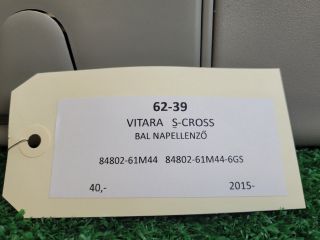 62-39
VITARA S-CROSS
BAL NAPELLENZŐ
84802-61M44 84802-61M44-6GS
40,- 2015-